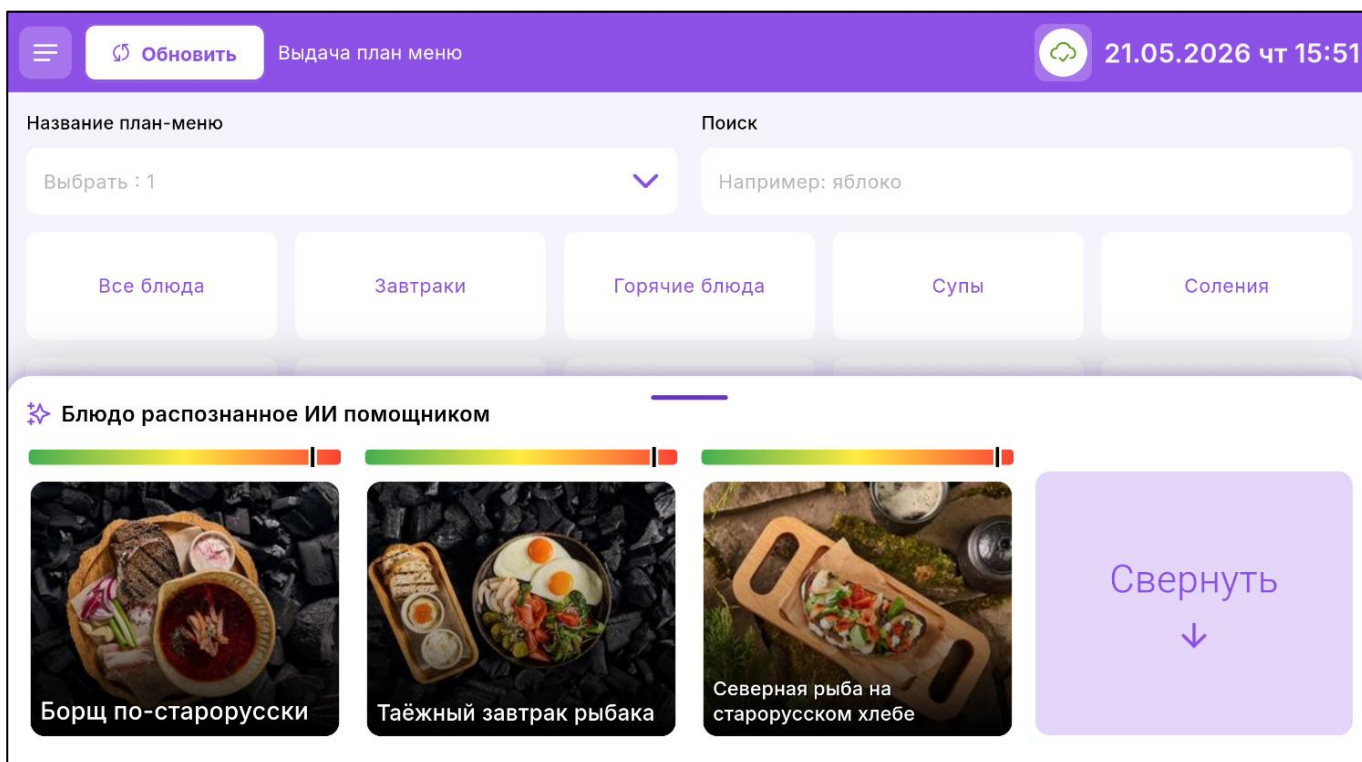 Обновить
Выдача план меню
21.05.2026 чт 15:51
Название план-меню
Поиск
Выбрать : 1
Например: яблоко
Все блюда
Завтраки
Горячие блюда
Супы
Соления
Блюдо распознанное ИИ помощником
Борщ по-старорусски
Таёжный завтрак рыбака
Северная рыба на
старорусском хлебе
Свернуть